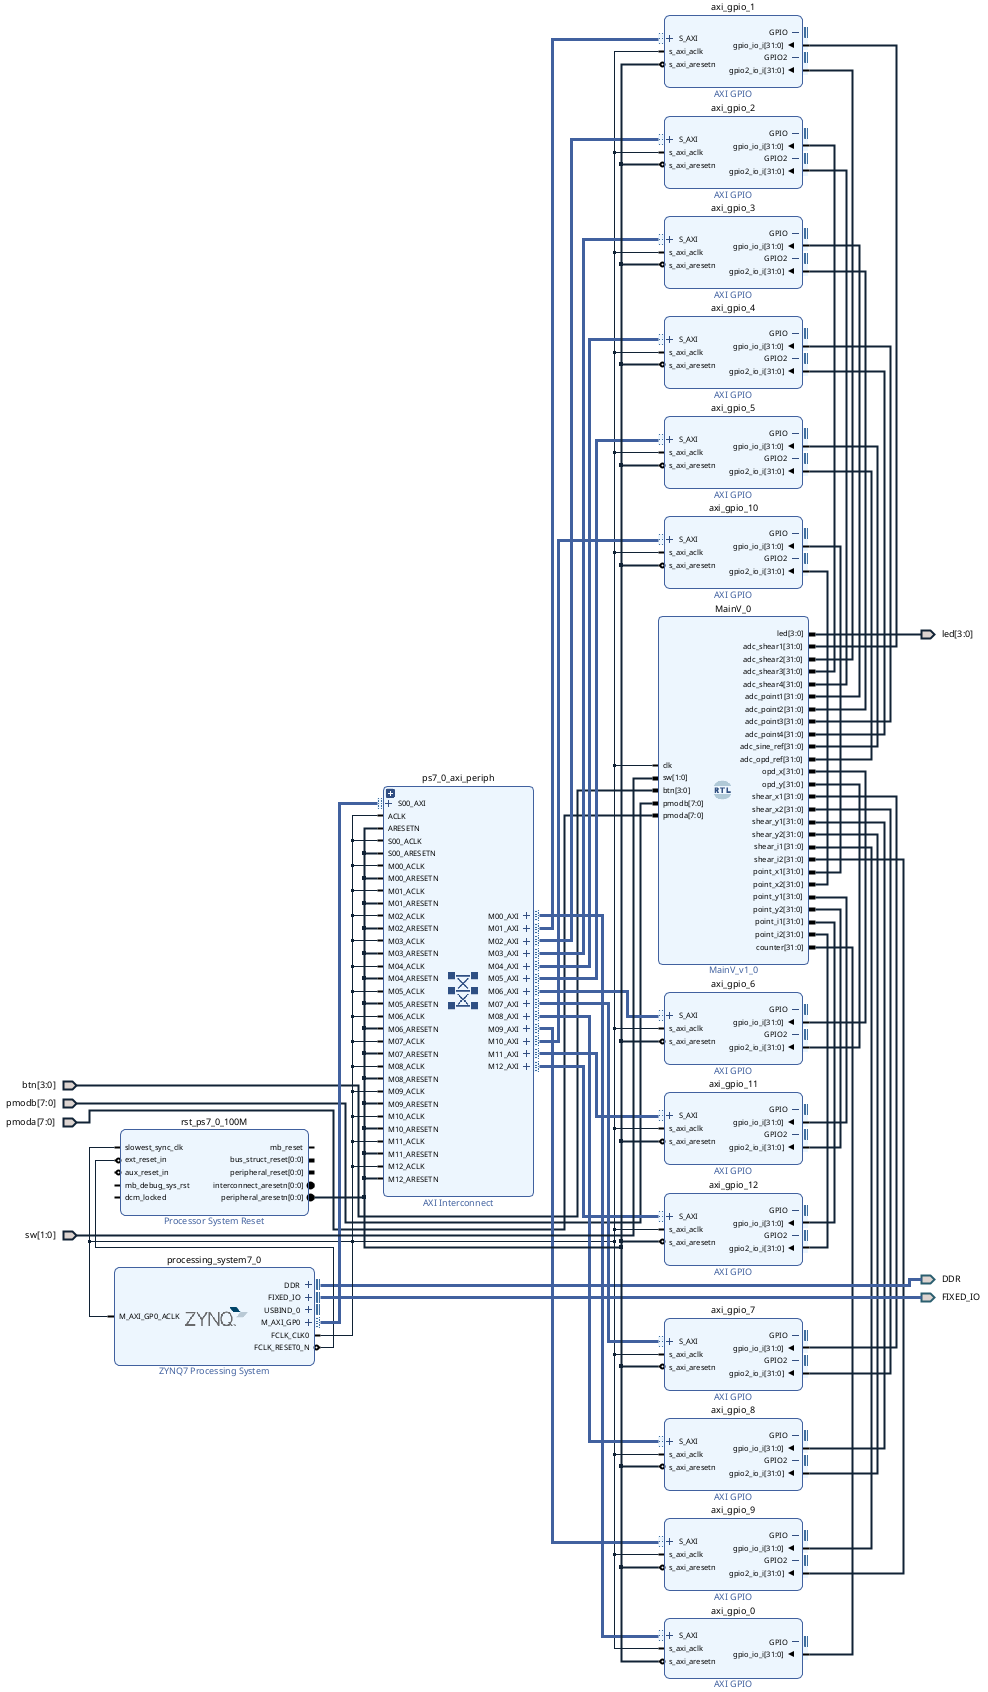 axi_gpio_1
S_AXI
s_axi_aclk
s_axi_aresetn
GPIO
gpio_io_i[31:0]
GPIO2
gpio2_io_i[31:0]
AXI GPIO
axi_gpio_2
S_AXI
s_axi_aclk
s_axi_aresetn
GPIO
gpio_io_i[31:0]
GPIO2
gpio2_io_i[31:0]
AXI GPIO
axi_gpio_3
S_AXI
s_axi_aclk
s_axi_aresetn
GPIO
gpio_io_i[31:0]
GPIO2
gpio2_io_i[31:0]
AXI GPIO
axi_gpio_4
S_AXI
s_axi_aclk
s_axi_aresetn
GPIO
gpio_io_i[31:0]
GPIO2
gpio2_io_i[31:0]
AXI GPIO
axi_gpio_5
S_AXI
s_axi_aclk
s_axi_aresetn
GPIO
gpio_io_i[31:0]
GPIO2
gpio2_io_i[31:0]
AXI GPIO
axi_gpio_10
S_AXI
s_axi_aclk
s_axi_aresetn
GPIO
gpio_io_i[31:0]
GPIO2
gpio2_io_i[31:0]
AXI GPIO
MainV_0
clk
sw[1:0]
btn[3:0]
pmodb[7:0]
pmoda[7:0]
RTL
led[3:0]
adc_shear1[31:0]
adc_shear2[31:0]
adc_shear3[31:0]
adc_shear4[31:0]
adc_point1[31:0]
adc_point2[31:0]
adc_point3[31:0]
adc_point4[31:0]
adc_sine_ref[31:0]
adc_opd_ref[31:0]
opd_x[31:0]
opd_y[31:0]
shear_x1[31:0]
shear_x2[31:0]
shear_y1[31:0]
shear_y2[31:0]
shear_i1[31:0]
shear_i2[31:0]
point_x1[31:0]
point_x2[31:0]
point_y1[31:0]
point_y2[31:0]
point_i1[31:0]
point_i2[31:0]
counter[31:0]
MainV_v1_0
led[3:0]
ps7_0_axi_periph
S00_AXI
ACLK
ARESETN
S00_ACLK
S00_ARESETN
M00_ACLK
M00_ARESETN
M01_ACLK
M01_ARESETN
M02_ACLK
M02_ARESETN
M03_ACLK
M03_ARESETN
M04_ACLK
M04_ARESETN
M05_ACLK
M05_ARESETN
M06_ACLK
M06_ARESETN
M07_ACLK
M07_ARESETN
M08_ACLK
M08_ARESETN
M09_ACLK
M09_ARESETN
M10_ACLK
M10_ARESETN
M11_ACLK
M11_ARESETN
M12_ACLK
M12_ARESETN
M00_AXI
M01_AXI
M02_AXI
M03_AXI
M04_AXI
M05_AXI
M06_AXI
M07_AXI
M08_AXI
M09_AXI
M10_AXI
M11_AXI
M12_AXI
AXI Interconnect
axi_gpio_6
S_AXI
s_axi_aclk
s_axi_aresetn
GPIO
gpio_io_i[31:0]
GPIO2
gpio2_io_i[31:0]
AXI GPIO
btn[3:0]
pmodb[7:0]
pmoda[7:0]
sw[1:0]
rst_ps7_0_100M
slowest_sync_clk
ext_reset_in
aux_reset_in
mb_debug_sys_rst
dcm_locked
mb_reset
bus_struct_reset[0:0]
peripheral_reset[0:0]
interconnect_aresetn[0:0]
peripheral_aresetn[0:0]
Processor System Reset
axi_gpio_11
S_AXI
s_axi_aclk
s_axi_aresetn
GPIO
gpio_io_i[31:0]
GPIO2
gpio2_io_i[31:0]
AXI GPIO
axi_gpio_12
S_AXI
s_axi_aclk
s_axi_aresetn
GPIO
gpio_io_i[31:0]
GPIO2
gpio2_io_i[31:0]
AXI GPIO
processing_system7_0
M_AXI_GP0_ACLK
ZYNQ
DDR
FIXED_IO
USBIND_0
M_AXI_GP0
FCLK_CLK0
FCLK_RESET0_N
ZYNQ7 Processing System
DDR
FIXED_IO
axi_gpio_7
S_AXI
s_axi_aclk
s_axi_aresetn
GPIO
gpio_io_i[31:0]
GPIO2
gpio2_io_i[31:0]
AXI GPIO
axi_gpio_8
S_AXI
s_axi_aclk
s_axi_aresetn
GPIO
gpio_io_i[31:0]
GPIO2
gpio2_io_i[31:0]
AXI GPIO
axi_gpio_9
S_AXI
s_axi_aclk
s_axi_aresetn
GPIO
gpio_io_i[31:0]
GPIO2
gpio2_io_i[31:0]
AXI GPIO
axi_gpio_0
S_AXI
s_axi_aclk
s_axi_aresetn
GPIO
gpio_io_i[31:0]
AXI GPIO